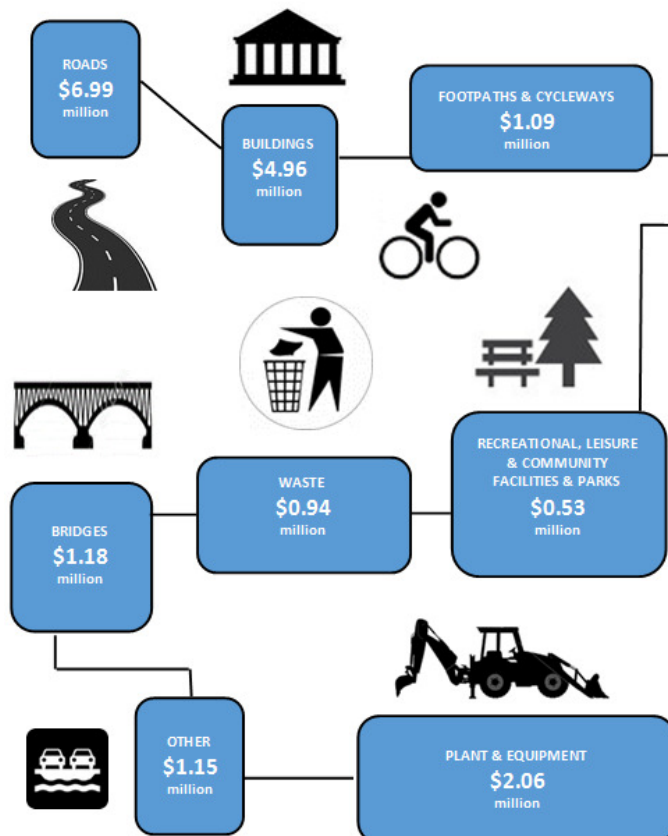 ROADS
$6.99
million
BUILDINGS
$4.96
million
FOOTPATHS & CYCLEWAYS
$1.09
million
RECREATIONAL, LEISURE
& COMMUNITY
FACILITIES & PARKS
$0.53
million
WASTE
$0.94
million
BRIDGES
$1.18
million
OTHER
$1.15
million
PLANT & EQUIPMENT
$2.06
million